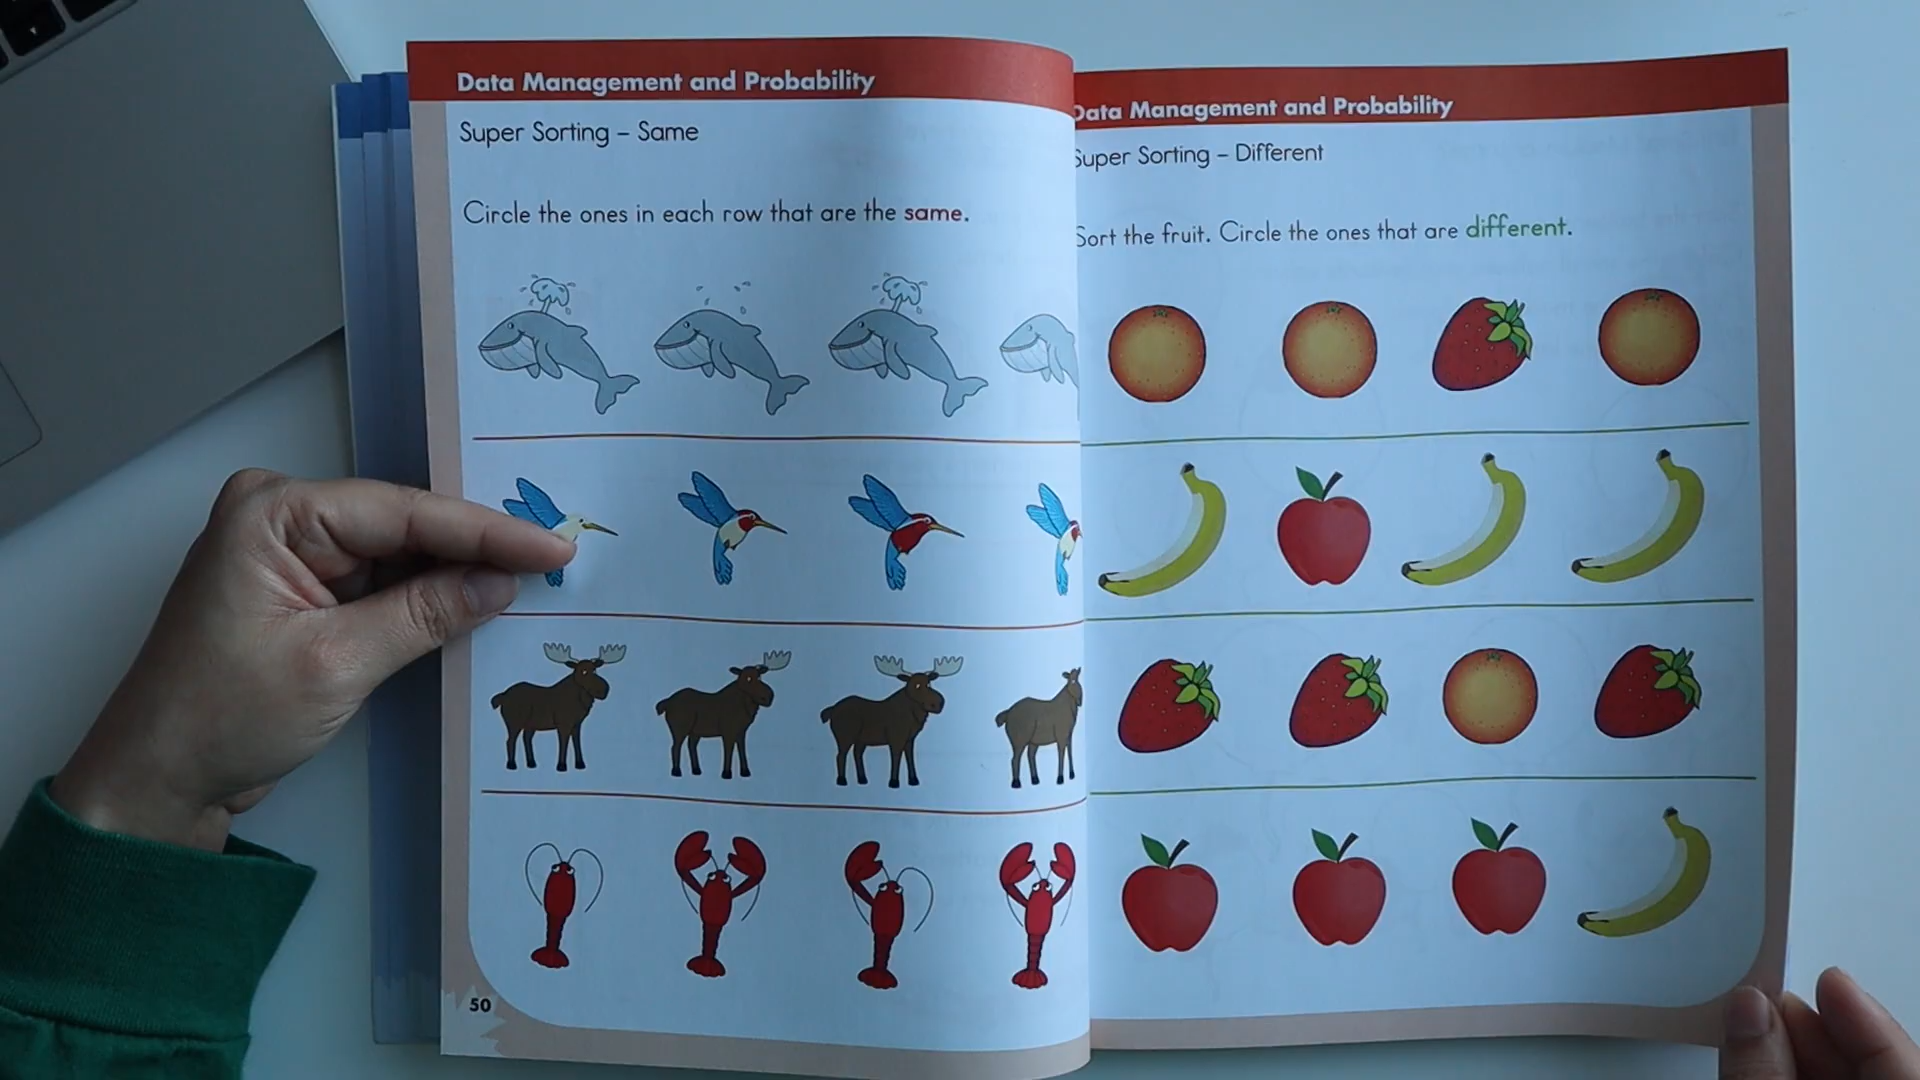 Data Management and Probability
Super Sorting – Same
Circle the ones in each row that are the same.
50
Data Management and Probability
Super Sorting – Different
Sort the fruit. Circle the ones that are different.